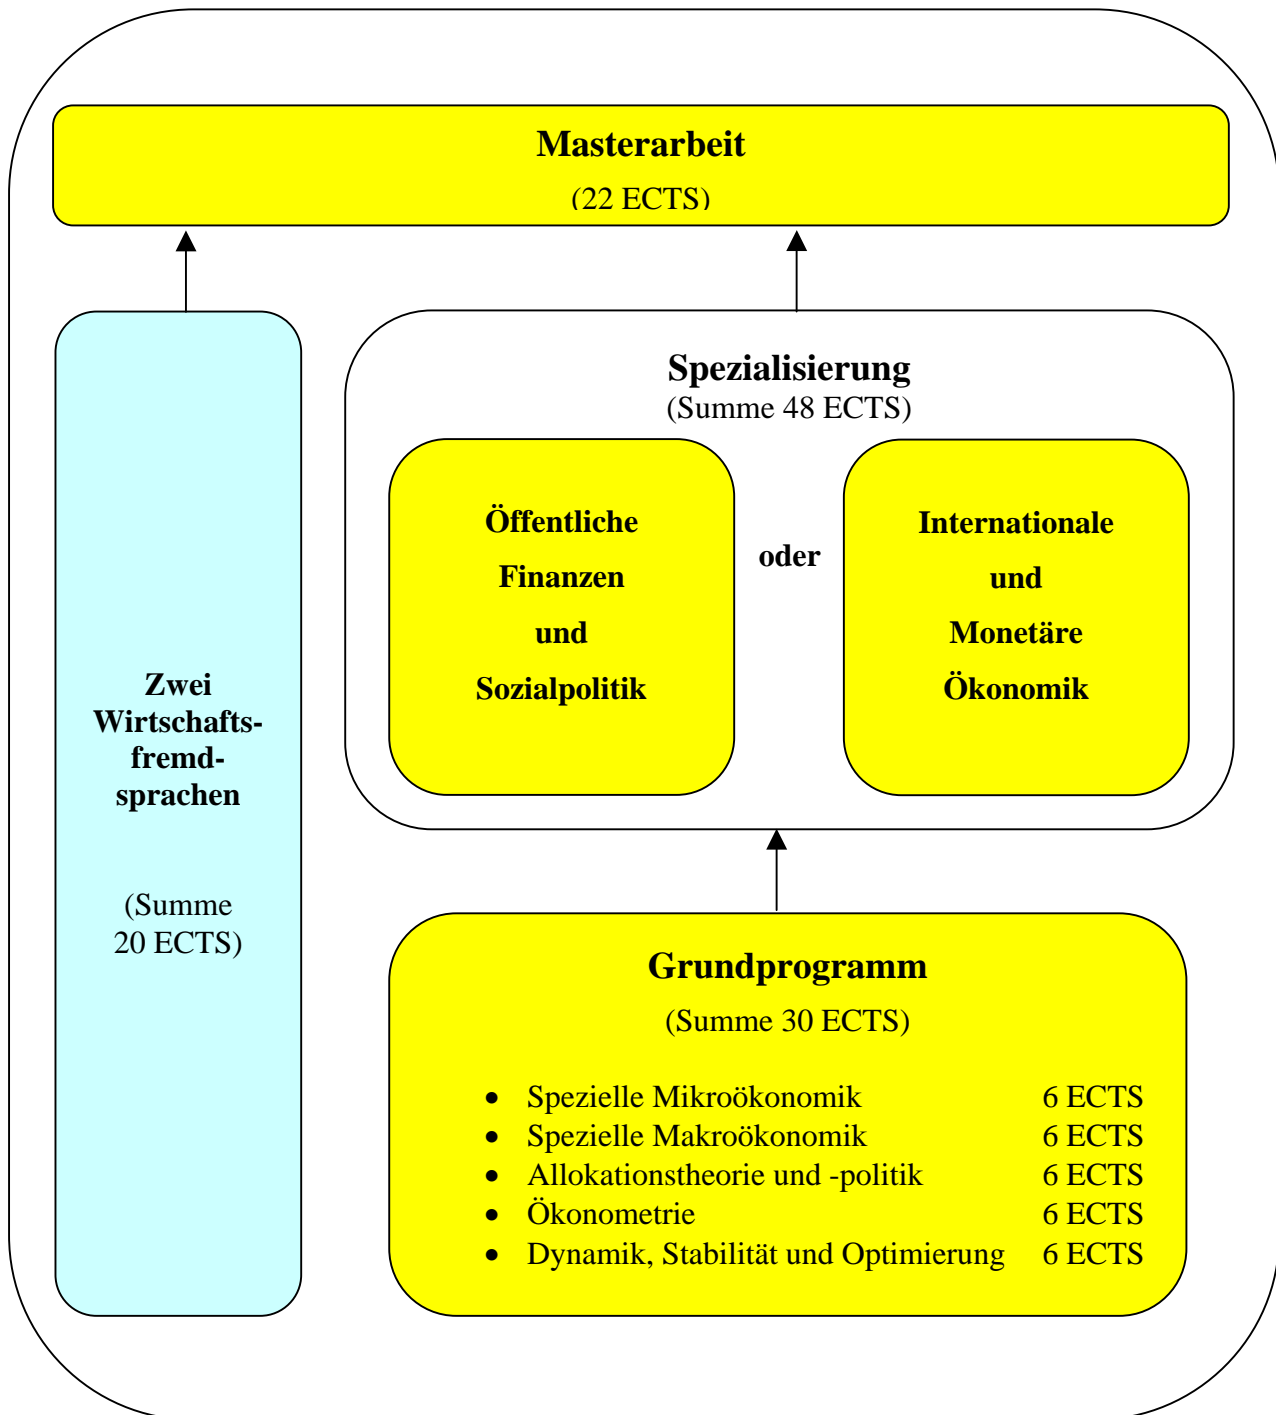 Masterarbeit
(22 ECTS)
Spezialisierung
(Summe 48 ECTS)
Öffentliche
Finanzen
und
Sozialpolitik
oder
Internationale
und
Monetäre
Ökonomik
Zwei
Wirtschafts-
fremd-
sprachen
(Summe
20 ECTS)
Grundprogramm
(Summe 30 ECTS)
• Spezielle Mikroökonomik 6 ECTS
• Spezielle Makroökonomik 6 ECTS
• Allokationstheorie und -politik 6 ECTS
• Ökonometrie 6 ECTS
• Dynamik, Stabilität und Optimierung 6 ECTS